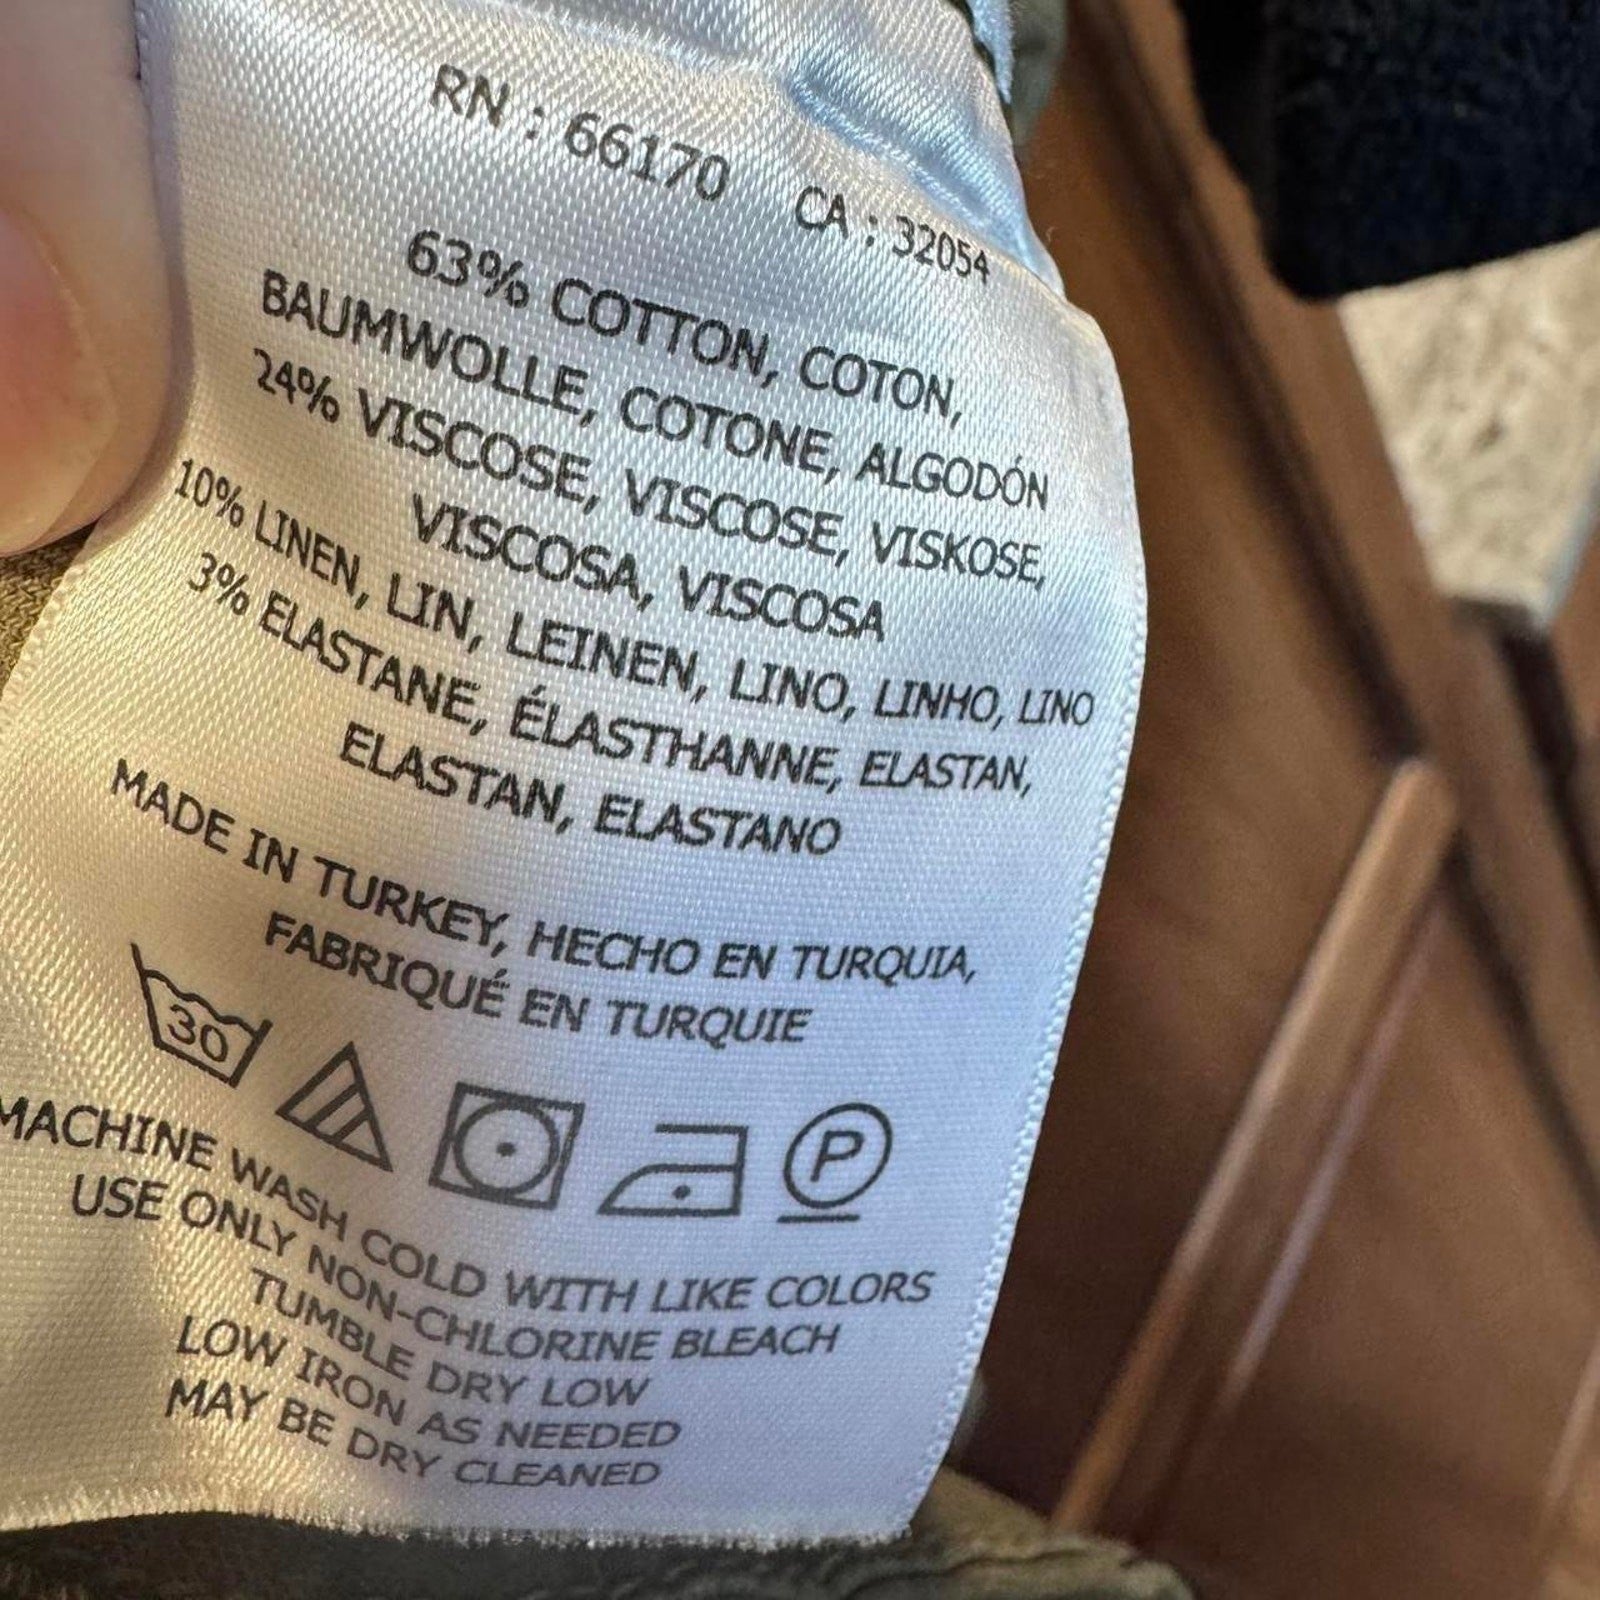 RN : 66170 CA : 32054
63% COTTON, COTON,
BAUMWOLLE, COTONE, ALGODÓN
24% VISCOSE, VISCOSE, VISKOSE,
VISCOSA, VISCOSA
10% LINEN, LIN, LEINEN, LINO, LINHO, LINO
3% ELASTANE, ÉLASTHANNE, ELASTAN,
ELASTAN, ELASTANO
MADE IN TURKEY, HECHO EN TURQUIA,
FABRIQUÉ EN TURQUIE
30 P
MACHINE WASH COLD WITH LIKE COLORS
USE ONLY NON-CHLORINE BLEACH
TUMBLE DRY LOW
LOW IRON AS NEEDED
MAY BE DRY CLEANED